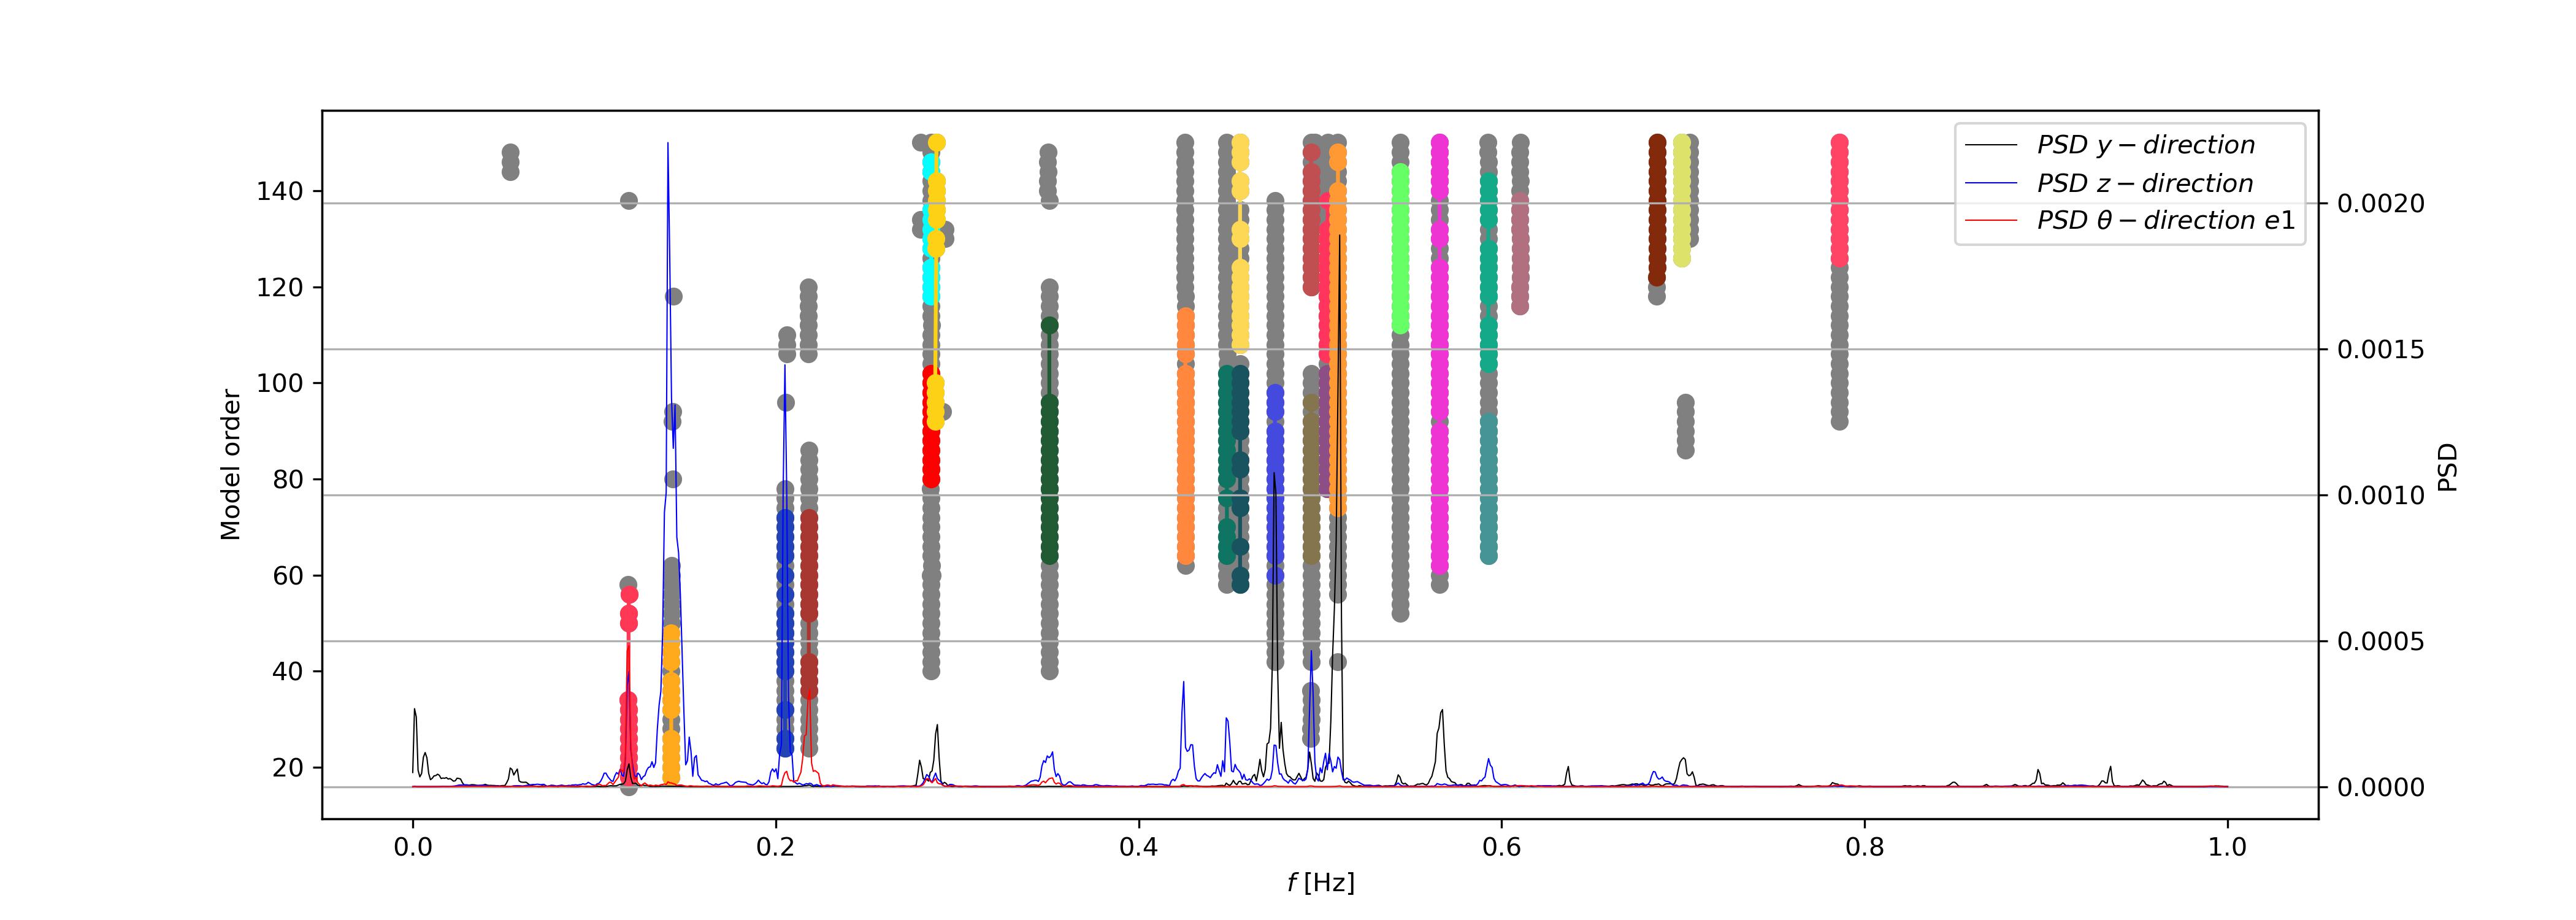 PSD y − direction
PSD z − direction
PSD θ − direction e1
140
120
100
80
60
40
20
Model order
0.0020
0.0015
0.0010
0.0005
0.0000
PSD
0.0 0.2 0.4 0.6 0.8 1.0
f [Hz]